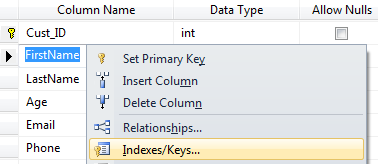 Column Name Data Type Allow Nulls
Cust_ID int
FirstName
Set Primary Key
LastName
Insert Column
Age
Delete Column
Email
Relationships...
Phone
Indexes/Keys...